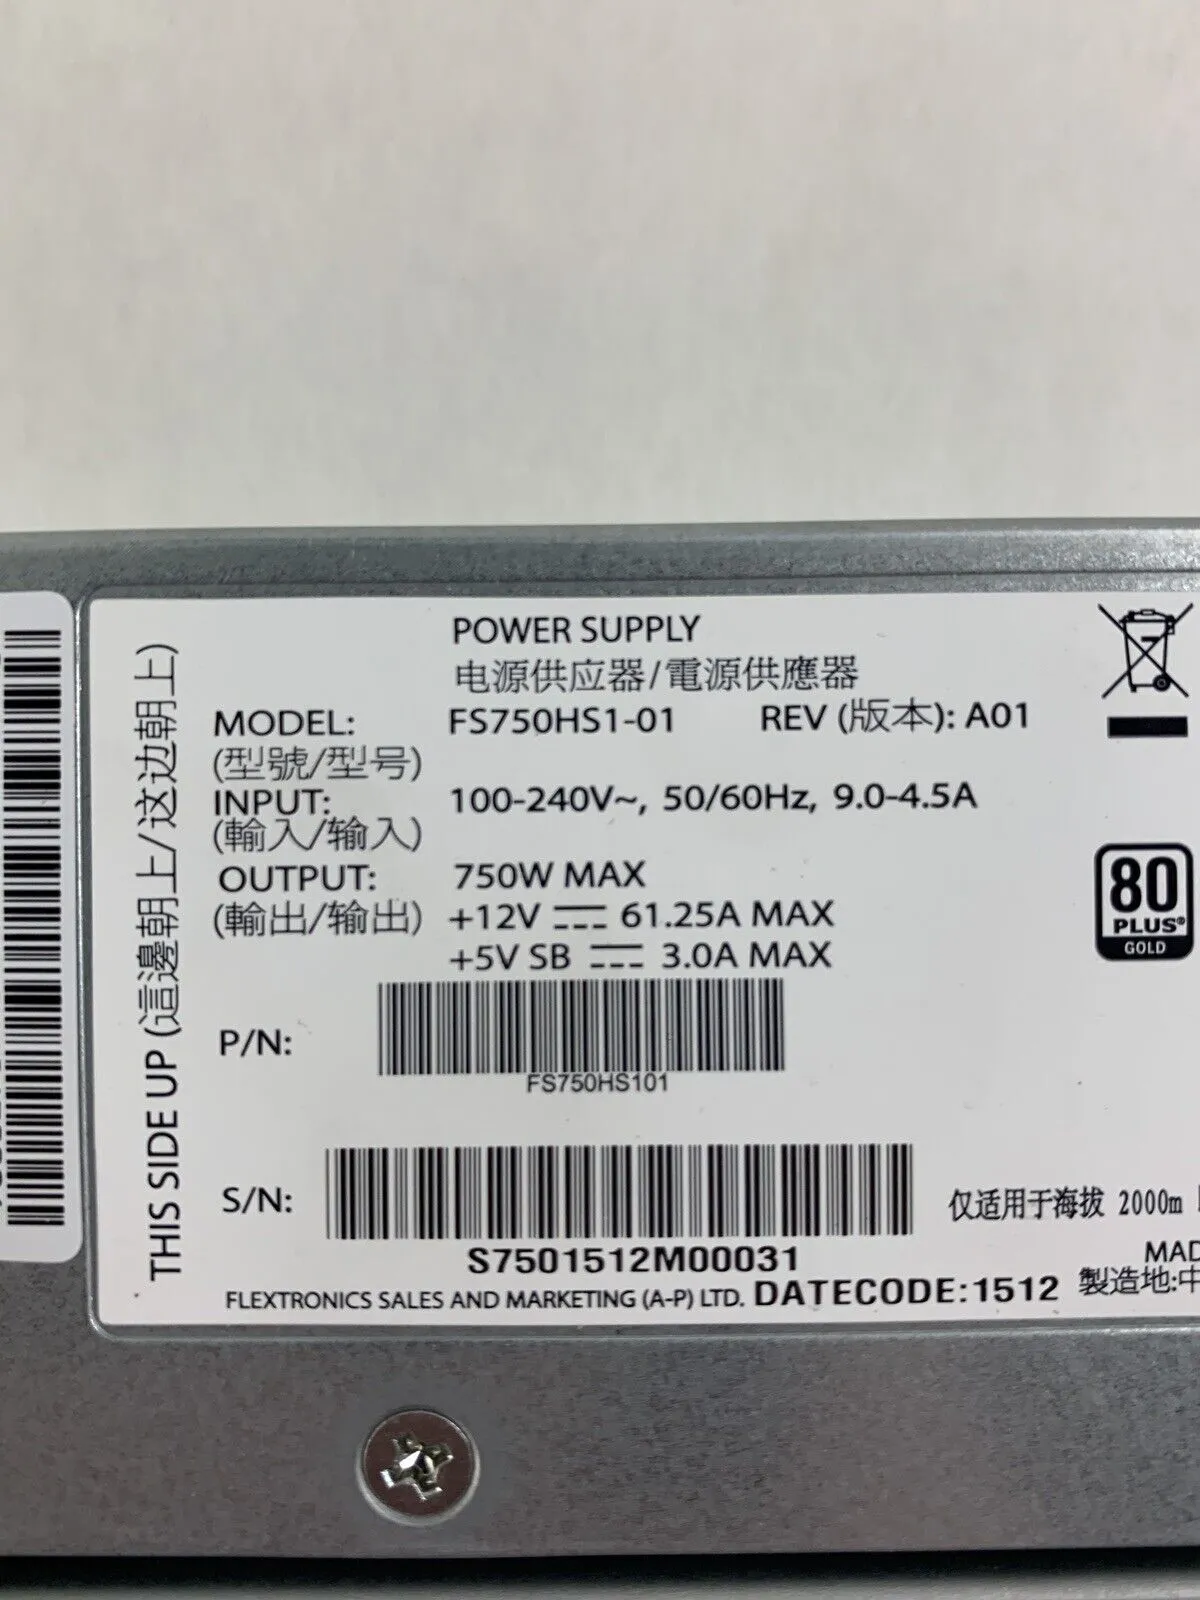 POWER SUPPLY
电源供应器/電源供應器
MODEL: FS750HS1-01 REV (版本): A01
(型號/型号)
INPUT: 100-240V~, 50/60Hz, 9.0-4.5A
(輸入/输入)
OUTPUT: 750W MAX
(輸出/输出) +12V ⎓ 61.25A MAX
+5V SB ⎓ 3.0A MAX
P/N:
FS750HS101
S/N:
S7501512M00031
FLEXTRONICS SALES AND MARKETING (A-P) LTD. DATECODE:1512
THIS SIDE UP (這邊朝上/这边朝上)
80
PLUS®
GOLD
仅适用于海拔 2000m
MAD
製造地:中